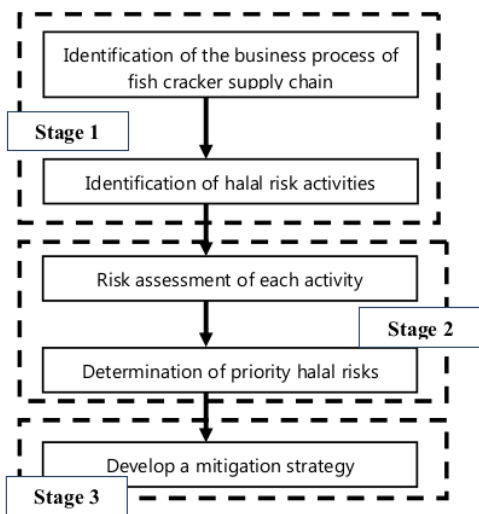 Identification of the business process of
fish cracker supply chain
Stage 1
Identification of halal risk activities
Risk assessment of each activity
Stage 2
Determination of priority halal risks
Develop a mitigation strategy
Stage 3